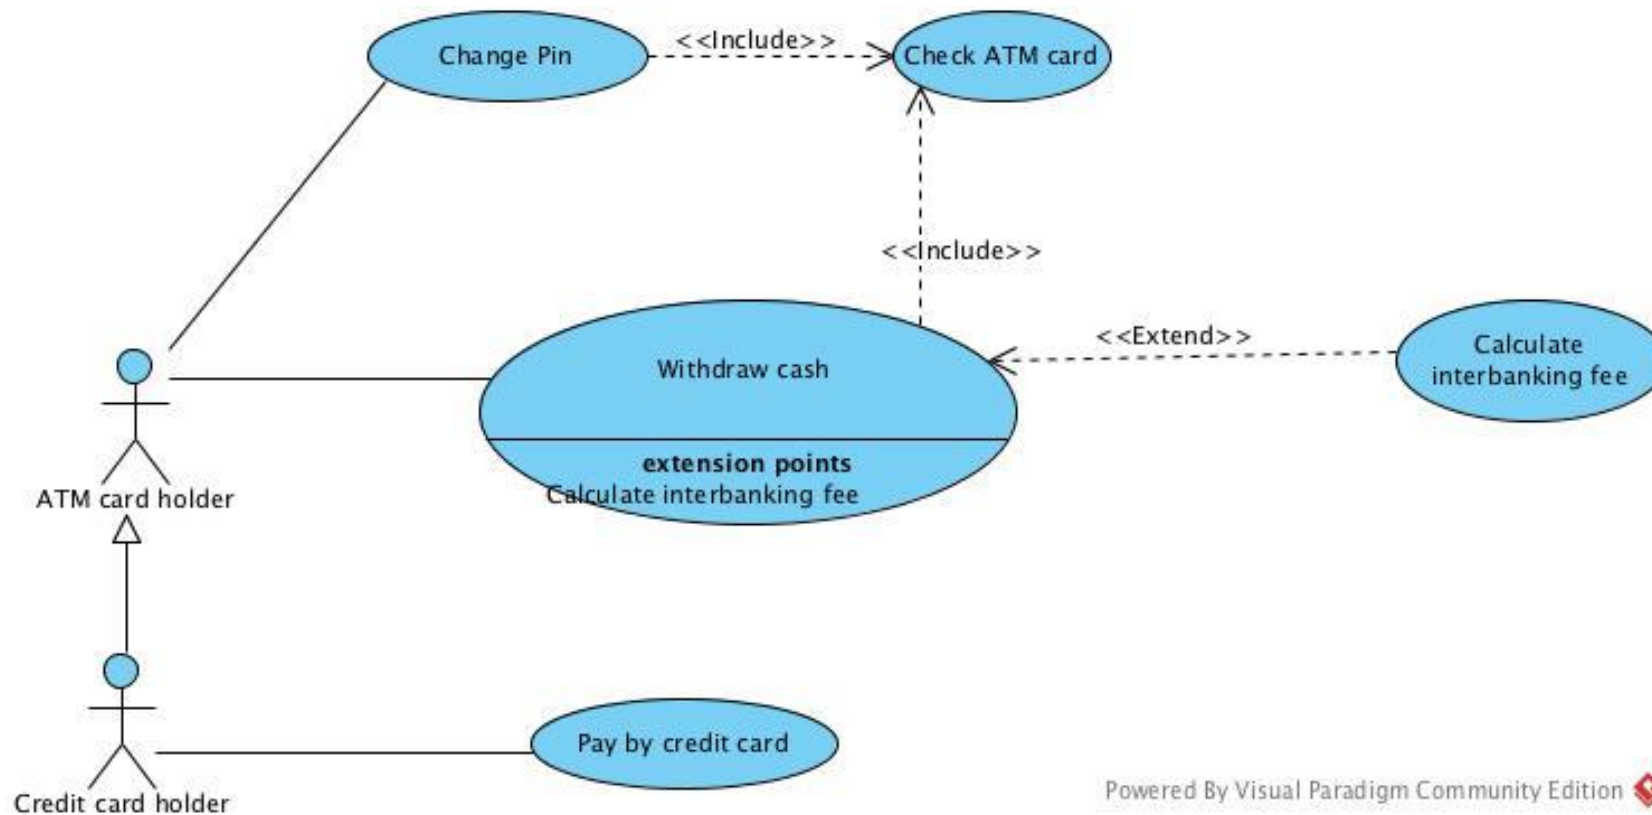 Change Pin
<<Include>>
Check ATM card
<<Include>>
Withdraw cash
<<Extend>>
Calculate
interbanking fee
extension points
Calculate interbanking fee
ATM card holder
Pay by credit card
Credit card holder
Powered By Visual Paradigm Community Edition